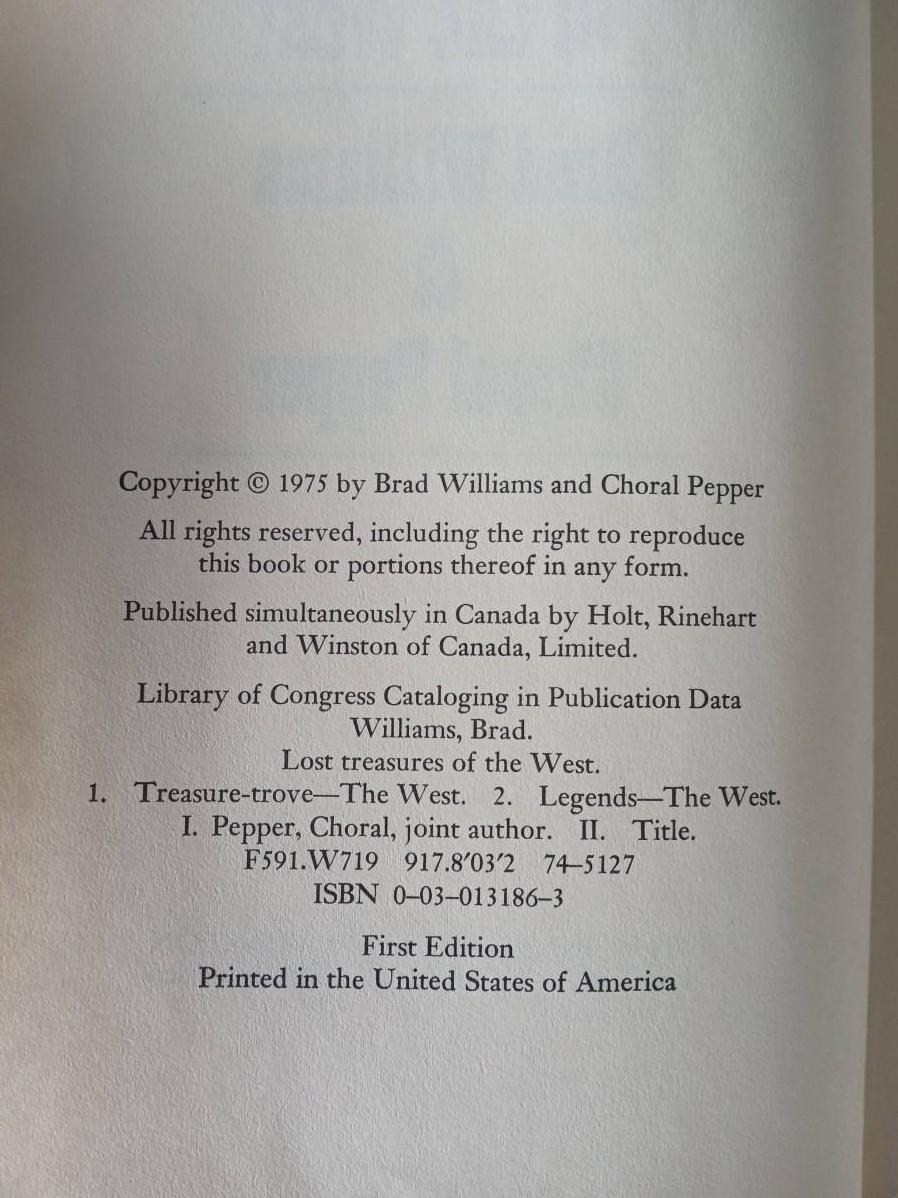 Copyright © 1975 by Brad Williams and Choral Pepper
All rights reserved, including the right to reproduce
this book or portions thereof in any form.
Published simultaneously in Canada by Holt, Rinehart
and Winston of Canada, Limited.
Library of Congress Cataloging in Publication Data
Williams, Brad.
Lost treasures of the West.
1. Treasure-trove—The West. 2. Legends—The West.
I. Pepper, Choral, joint author. II. Title.
F591.W719 917.8′03′2 74–5127
ISBN 0–03–013186–3
First Edition
Printed in the United States of America